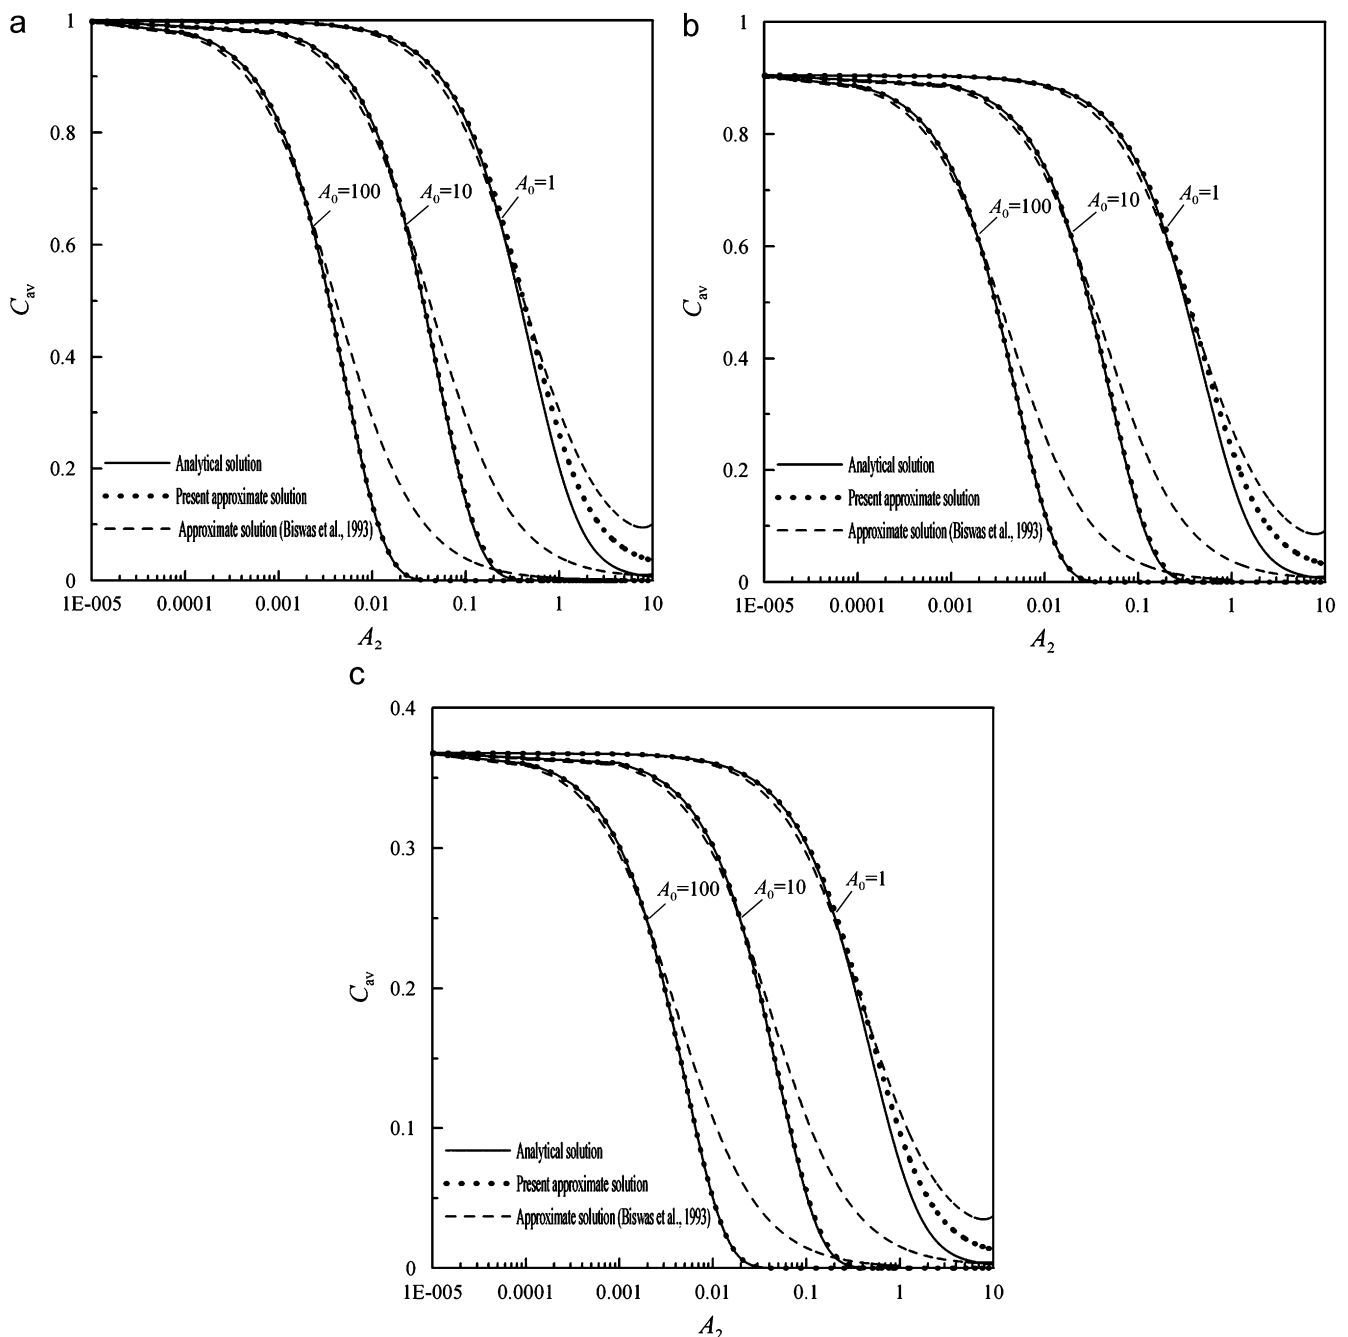 a
1
0.8
0.6
0.4
0.2
0
C_av
A_0=100
A_0=10
A_0=1
Analytical solution
Present approximate solution
Approximate solution (Biswas et al., 1993)
1E-005 0.0001 0.001 0.01 0.1 1 10
A_2
b
1
0.8
0.6
0.4
0.2
0
C_av
A_0=100
A_0=10
A_0=1
Analytical solution
Present approximate solution
Approximate solution (Biswas et al., 1993)
1E-005 0.0001 0.001 0.01 0.1 1 10
A_2
c
0.4
0.3
0.2
0.1
0
C_av
A_0=100
A_0=10
A_0=1
Analytical solution
Present approximate solution
Approximate solution (Biswas et al., 1993)
1E-005 0.0001 0.001 0.01 0.1 1 10
A_2